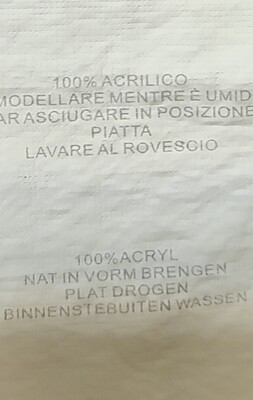 100% ACRILICO
MODELLARE MENTRE È UMID
AR ASCIUGARE IN POSIZIONE
PIATTA
LAVARE AL ROVESCIO
100%ACRYL
NAT IN VORM BRENGEN
PLAT DROGEN
BINNENSTEBUITEN WASSEN